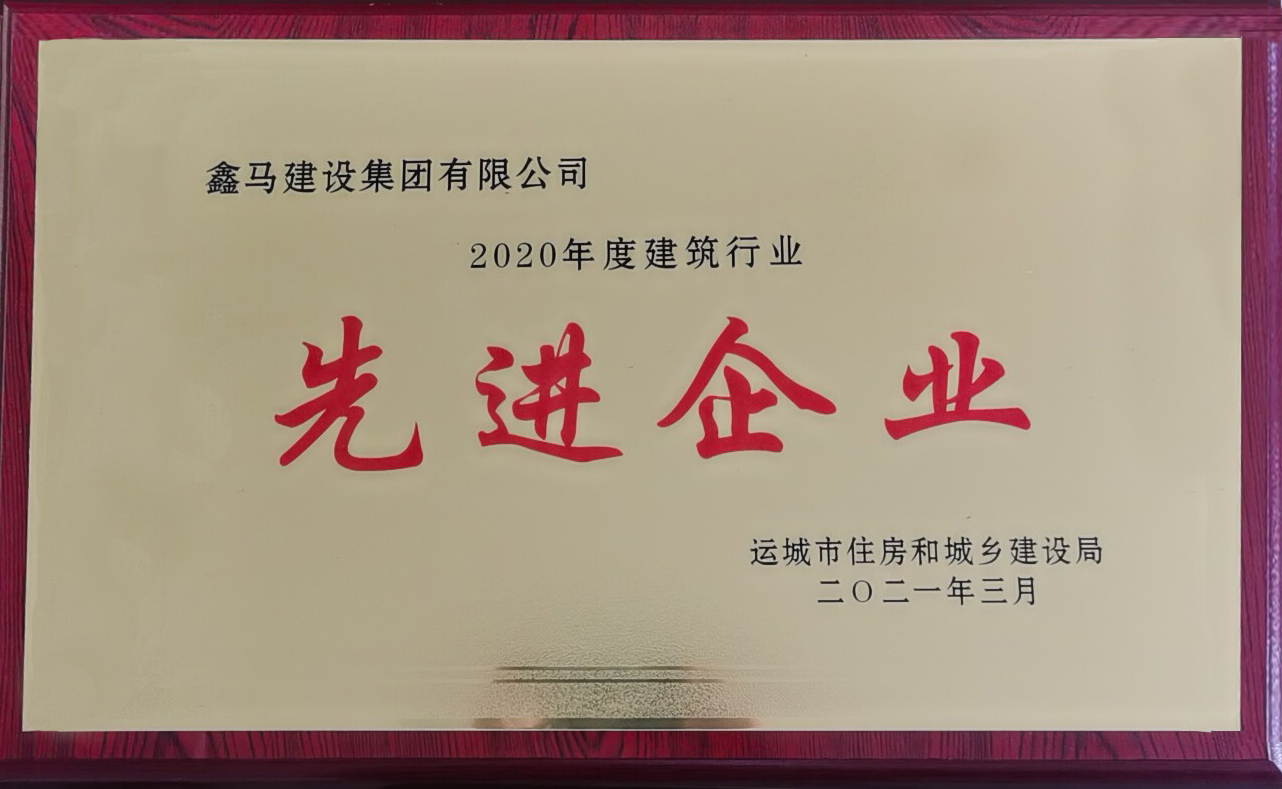 鑫马建设集团有限公司
2020年度建筑行业
先进企业
运城市住房和城乡建设局
二〇二一年三月